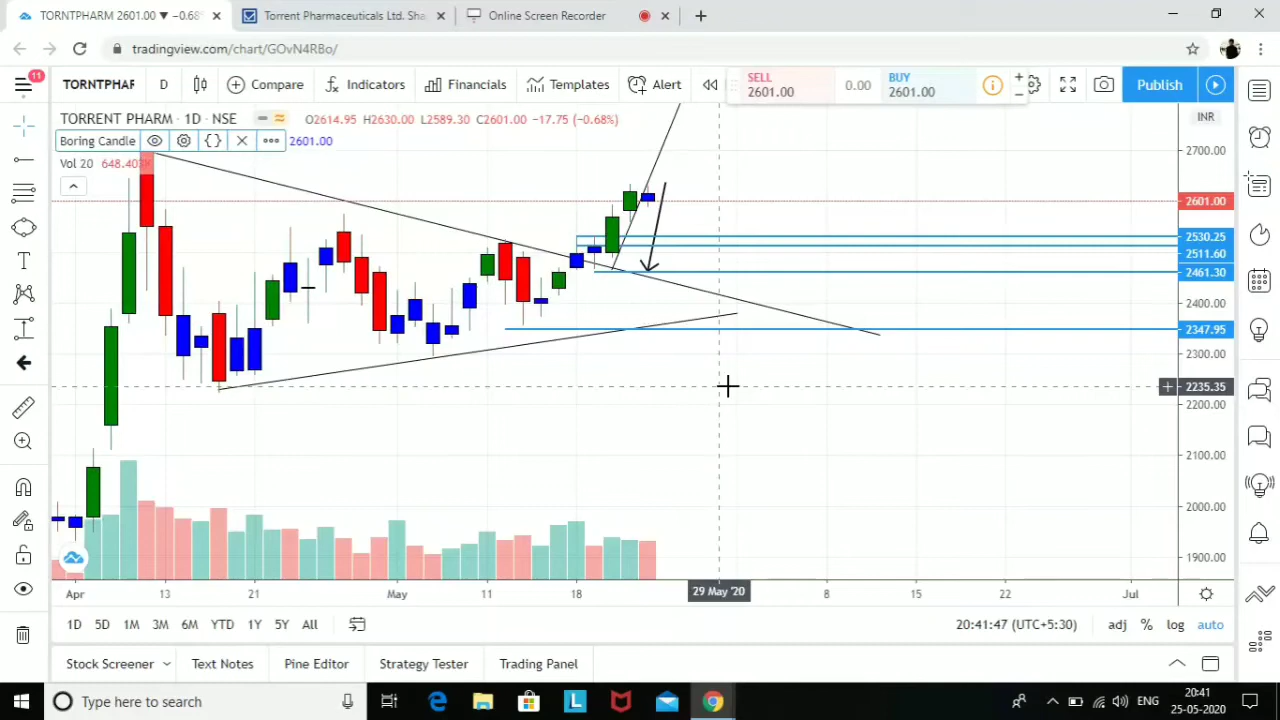 TORNTPHARM 2601.00 ▼ −0.68%
Torrent Pharmaceuticals Ltd. Sha
Online Screen Recorder
tradingview.com/chart/GOvN4RBo/
11
TORNTPHAR
D
Compare
Indicators
Financials
Templates
Alert
SELL
2601.00
0.00
BUY
2601.00
Publish
TORRENT PHARM · 1D · NSE
O2614.95 H2630.00 L2589.30 C2601.00 −17.75 (−0.68%)
INR
Boring Candle
2601.00
Vol 20 648.403K
2700.00
2601.00
2530.25
2511.60
2461.30
2400.00
2347.95
2300.00
2235.35
2200.00
2100.00
2000.00
1900.00
Apr 13 21 May 11 18 29 May '20 8 15 22 Jul
1D 5D 1M 3M 6M YTD 1Y 5Y All
20:41:47 (UTC+5:30)
adj % log auto
Stock Screener
Text Notes
Pine Editor
Strategy Tester
Trading Panel
Type here to search
ENG
20:41
25-05-2020